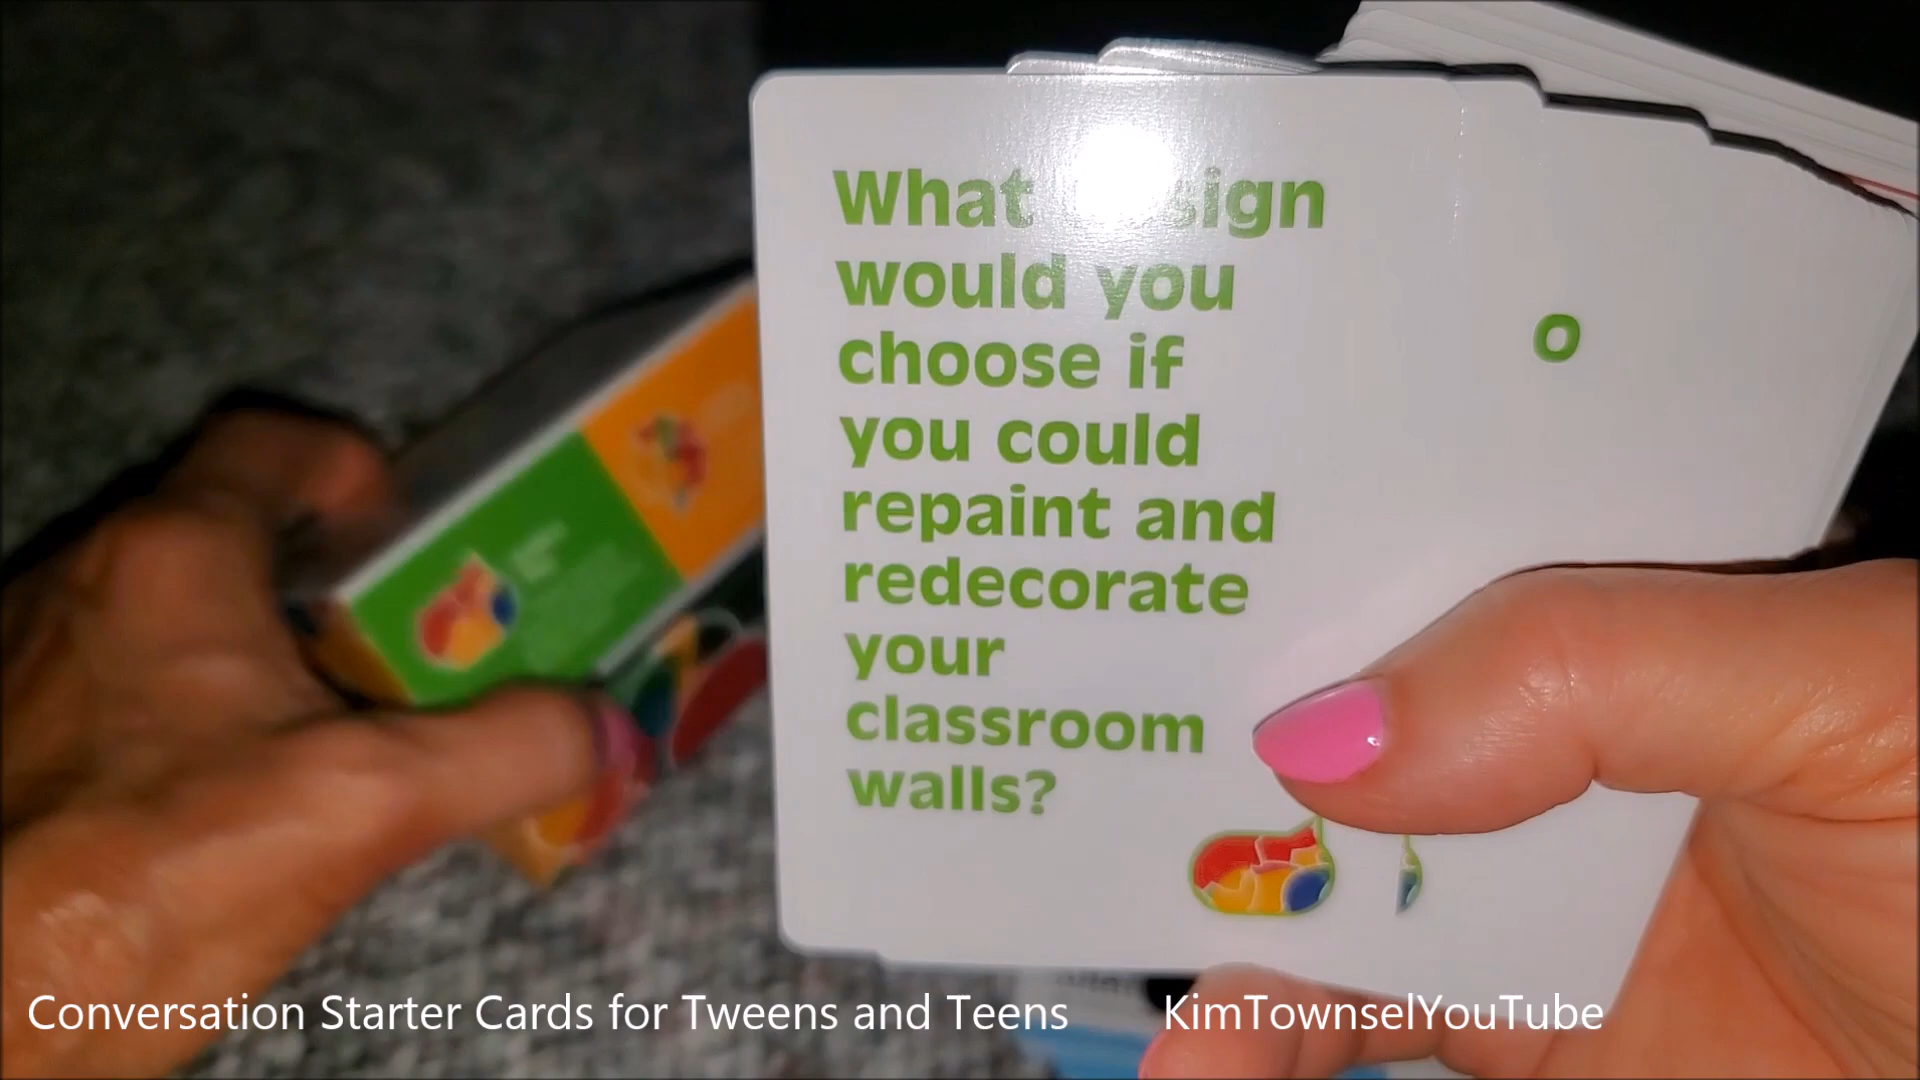 What sign
would you
choose if
you could
repaint and
redecorate
your
classroom
walls?
o
Conversation Starter Cards for Tweens and Teens
KimTownselYouTube